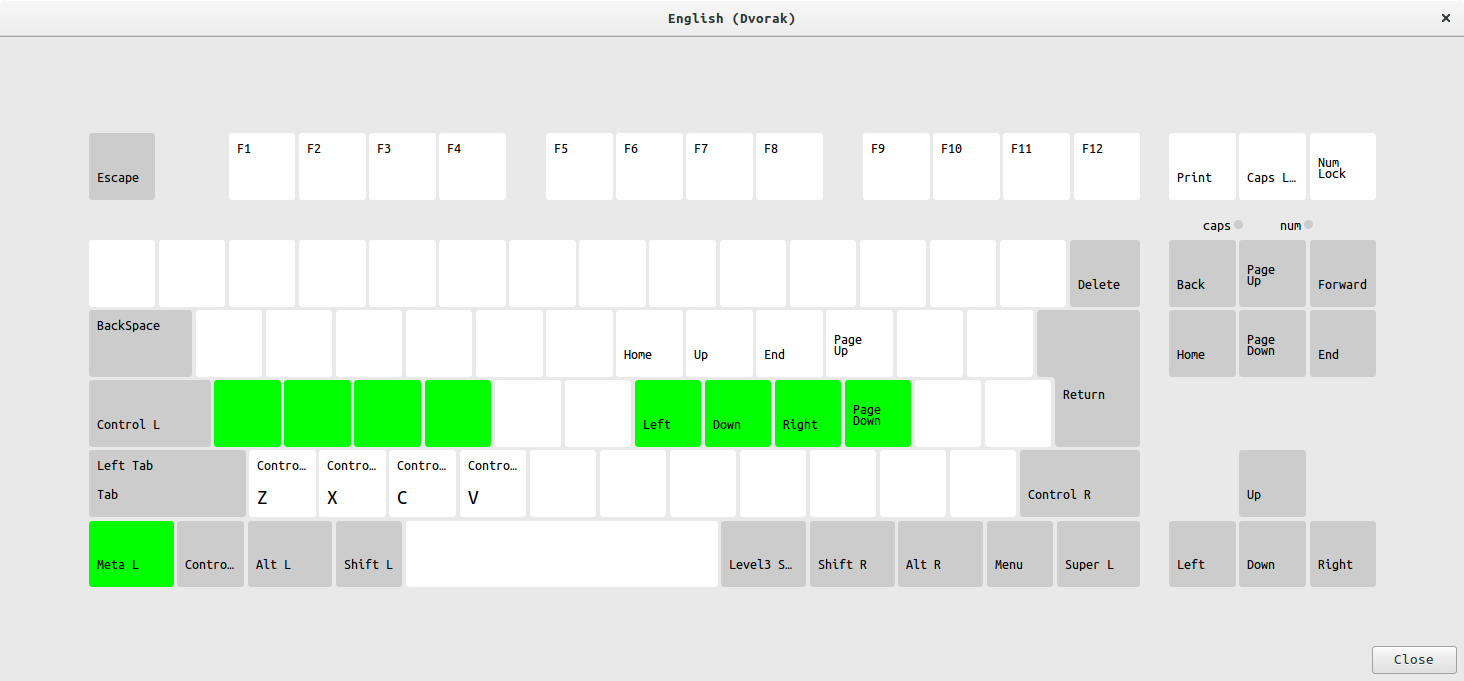 English (Dvorak)
×
F1 F2 F3 F4 F5 F6 F7 F8 F9 F10 F11 F12
Escape Print Caps L… Num
Lock
caps num
Delete Back Page
Up Forward
BackSpace
Home Up End Page
Up Home Page
Down End
Return
Control L Left Down Right Page
Down
Left Tab Contro… Contro… Contro… Contro…
Tab Z X C V Control R Up
Meta L Contro… Alt L Shift L Level3 S… Shift R Alt R Menu Super L Left Down Right
Close